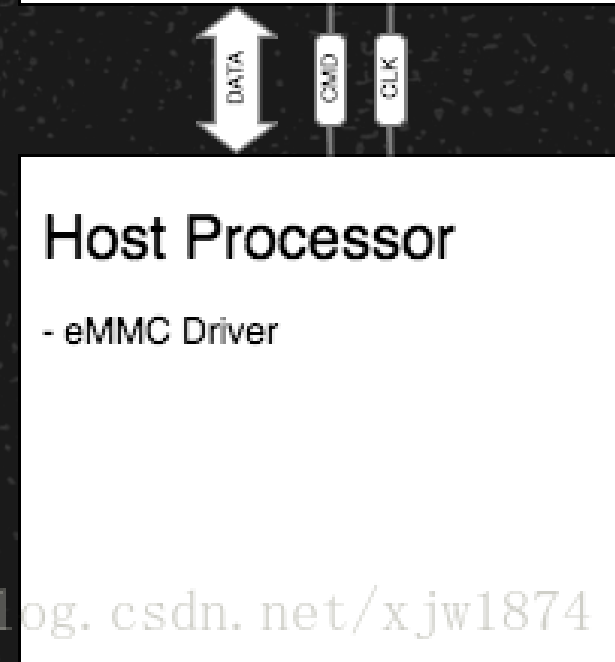 DATA
CMD
CLK
Host Processor
- eMMC Driver
log.csdn.net/xjw1874